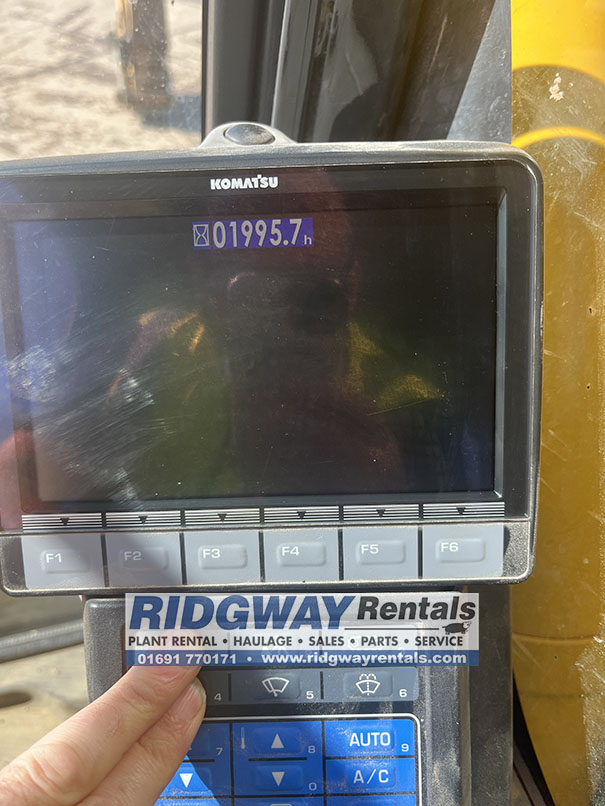 KOMATSU
01995.7h
F1 F2 F3 F4 F5 F6
RIDGWAY Rentals
PLANT RENTAL • HAULAGE • SALES • PARTS • SERVICE
01691 770171 • www.ridgwayrentals.com
4 5 6
7 8 AUTO 9
0 A/C